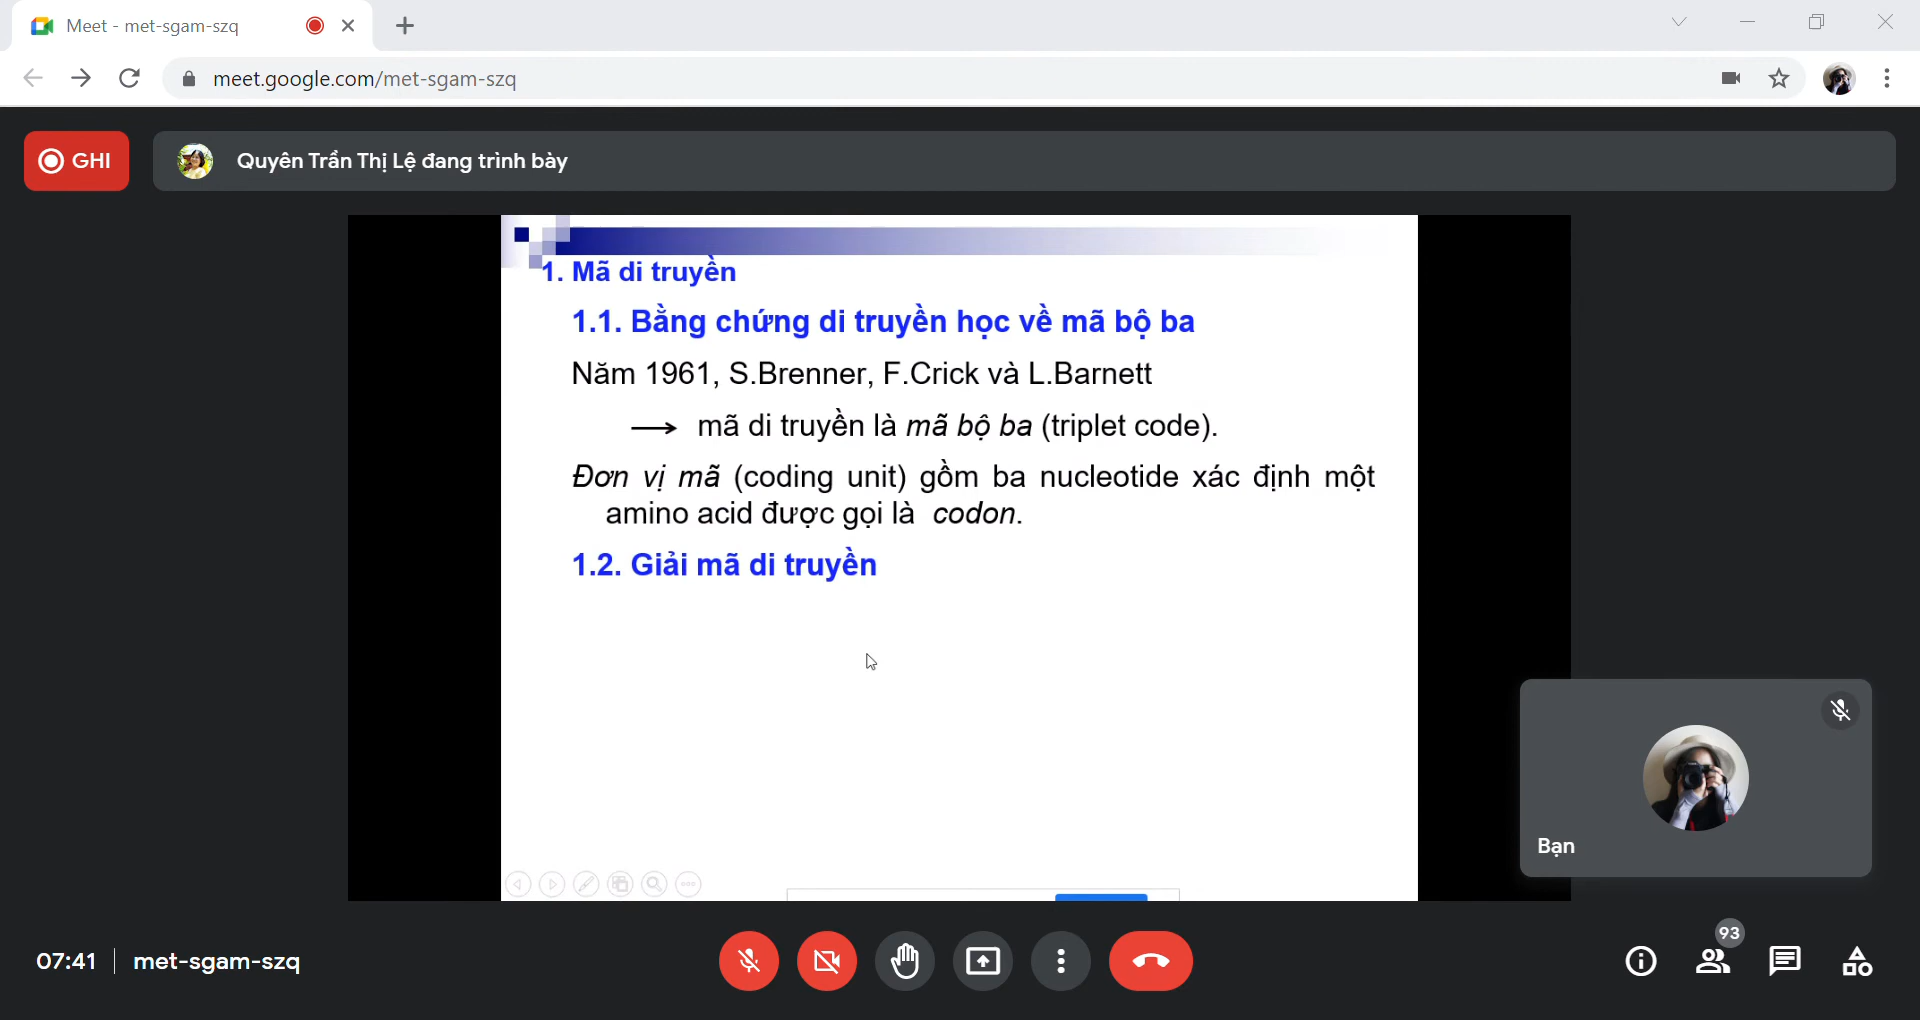 Meet - met-sgam-szq
meet.google.com/met-sgam-szq
GHI
Quyên Trần Thị Lệ đang trình bày
1. Mã di truyền
1.1. Bằng chứng di truyền học về mã bộ ba
Năm 1961, S.Brenner, F.Crick và L.Barnett
mã di truyền là mã bộ ba (triplet code).
Đơn vị mã (coding unit) gồm ba nucleotide xác định một
amino acid được gọi là codon.
1.2. Giải mã di truyền
Bạn
07:41
met-sgam-szq
93